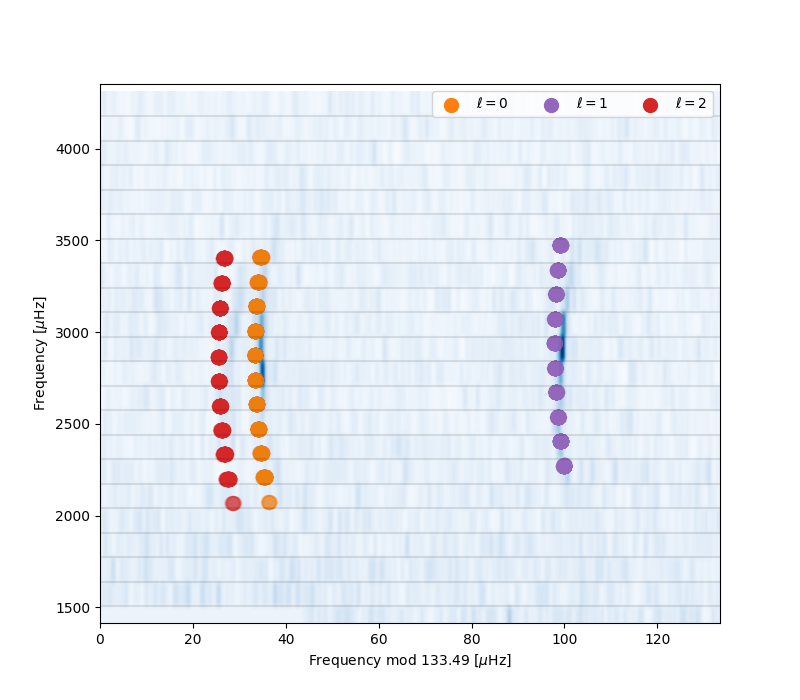 ℓ = 0 ℓ = 1 ℓ = 2
4000
3500
3000
2500
2000
1500
Frequency [μHz]
0 20 40 60 80 100 120
Frequency mod 133.49 [μHz]